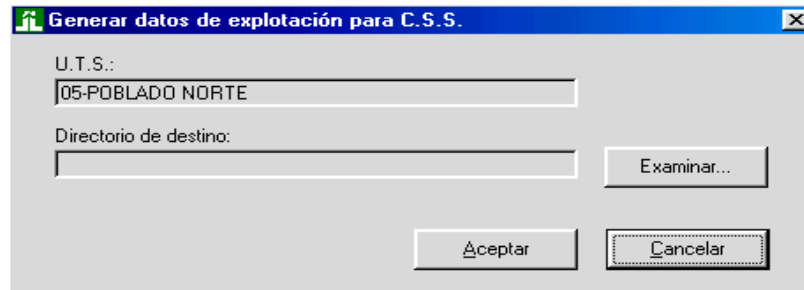 Generar datos de explotación para C.S.S.
U.T.S.:
05-POBLADO NORTE
Directorio de destino:
Examinar...
Aceptar
Cancelar